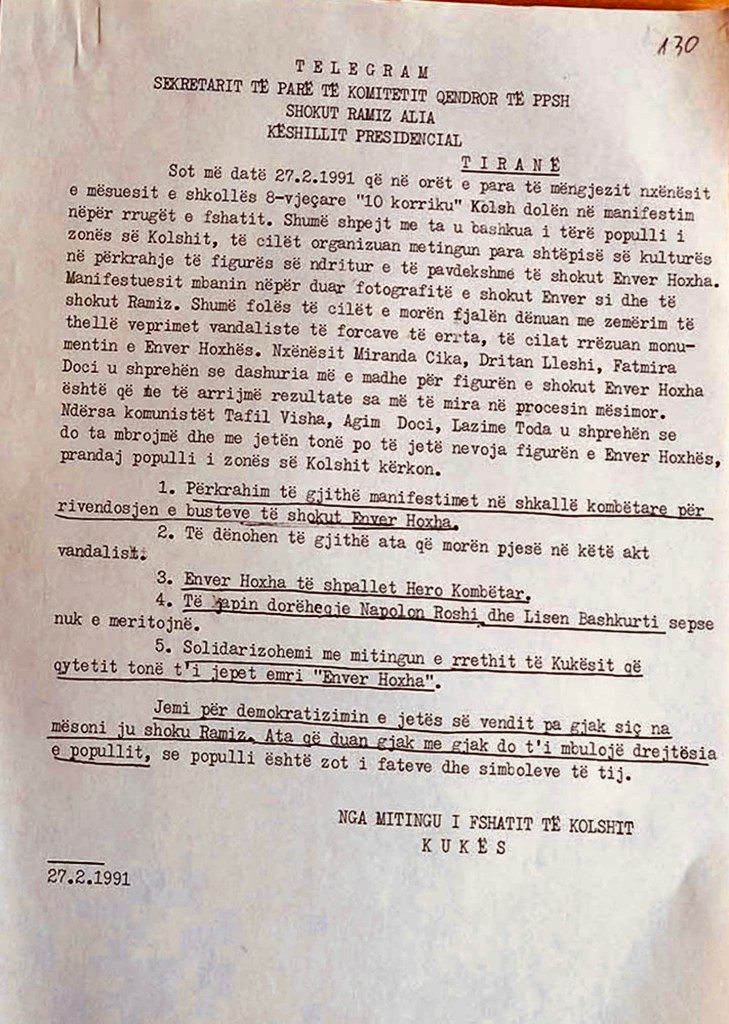 130
T E L E G R A M
SEKRETARIT TË PARË TË KOMITETIT QENDROR TË PPSH
SHOKUT RAMIZ ALIA
KËSHILLIT PRESIDENCIAL
T I R A N Ë
Sot më datë 27.2.1991 që në orët e para të mëngjezit nxënësit
e mësuesit e shkollës 8-vjeçare "10 korriku" Kolsh dolën në manifestim
nëpër rrugët e fshatit. Shumë shpejt me ta u bashkua i tërë populli i
zonës së Kolshit, të cilët organizuan metingun para shtëpisë së kulturës
në përkrahje të figurës së ndritur e të pavdekshme të shokut Enver Hoxha.
Manifestuesit mbanin nëpër duar fotografitë e shokut Enver si dhe të
shokut Ramiz. Shumë folës të cilët e morën fjalën dënuan me zemërim të
thellë veprimet vandaliste të forcave të errta, të cilat rrëzuan monu-
mentin e Enver Hoxhës. Nxënësit Miranda Cika, Dritan Lleshi, Fatmira
Doci u shprehën se dashuria më e madhe për figurën e shokut Enver Hoxha
është që ne të arrijmë rezultate sa më të mira në procesin mësimor.
Ndërsa komunistët Tafil Visha, Agim Doci, Lazime Toda u shprehën se
do ta mbrojmë dhe me jetën tonë po të jetë nevoja figurën e Enver Hoxhës,
prandaj populli i zonës së Kolshit kërkon.
1. Përkrahim të gjithë manifestimet në shkallë kombëtare për
rivendosjen e busteve të shokut Enver Hoxha.
2. Të dënohen të gjithë ata që morën pjesë në këtë akt
vandalist.
3. Enver Hoxha të shpallet Hero Kombëtar.
4. Të japin dorëheqje Napolon Roshi dhe Lisen Bashkurti sepse
nuk e meritojnë.
5. Solidarizohemi me mitingun e rrethit të Kukësit që
qytetit tonë t'i jepet emri "Enver Hoxha".
Jemi për demokratizimin e jetës së vendit pa gjak siç na
mësoni ju shoku Ramiz. Ata që duan gjak me gjak do t'i mbulojë drejtësia
e popullit, se populli është zot i fateve dhe simboleve të tij.
NGA MITINGU I FSHATIT TË KOLSHIT
K U K Ë S
27.2.1991